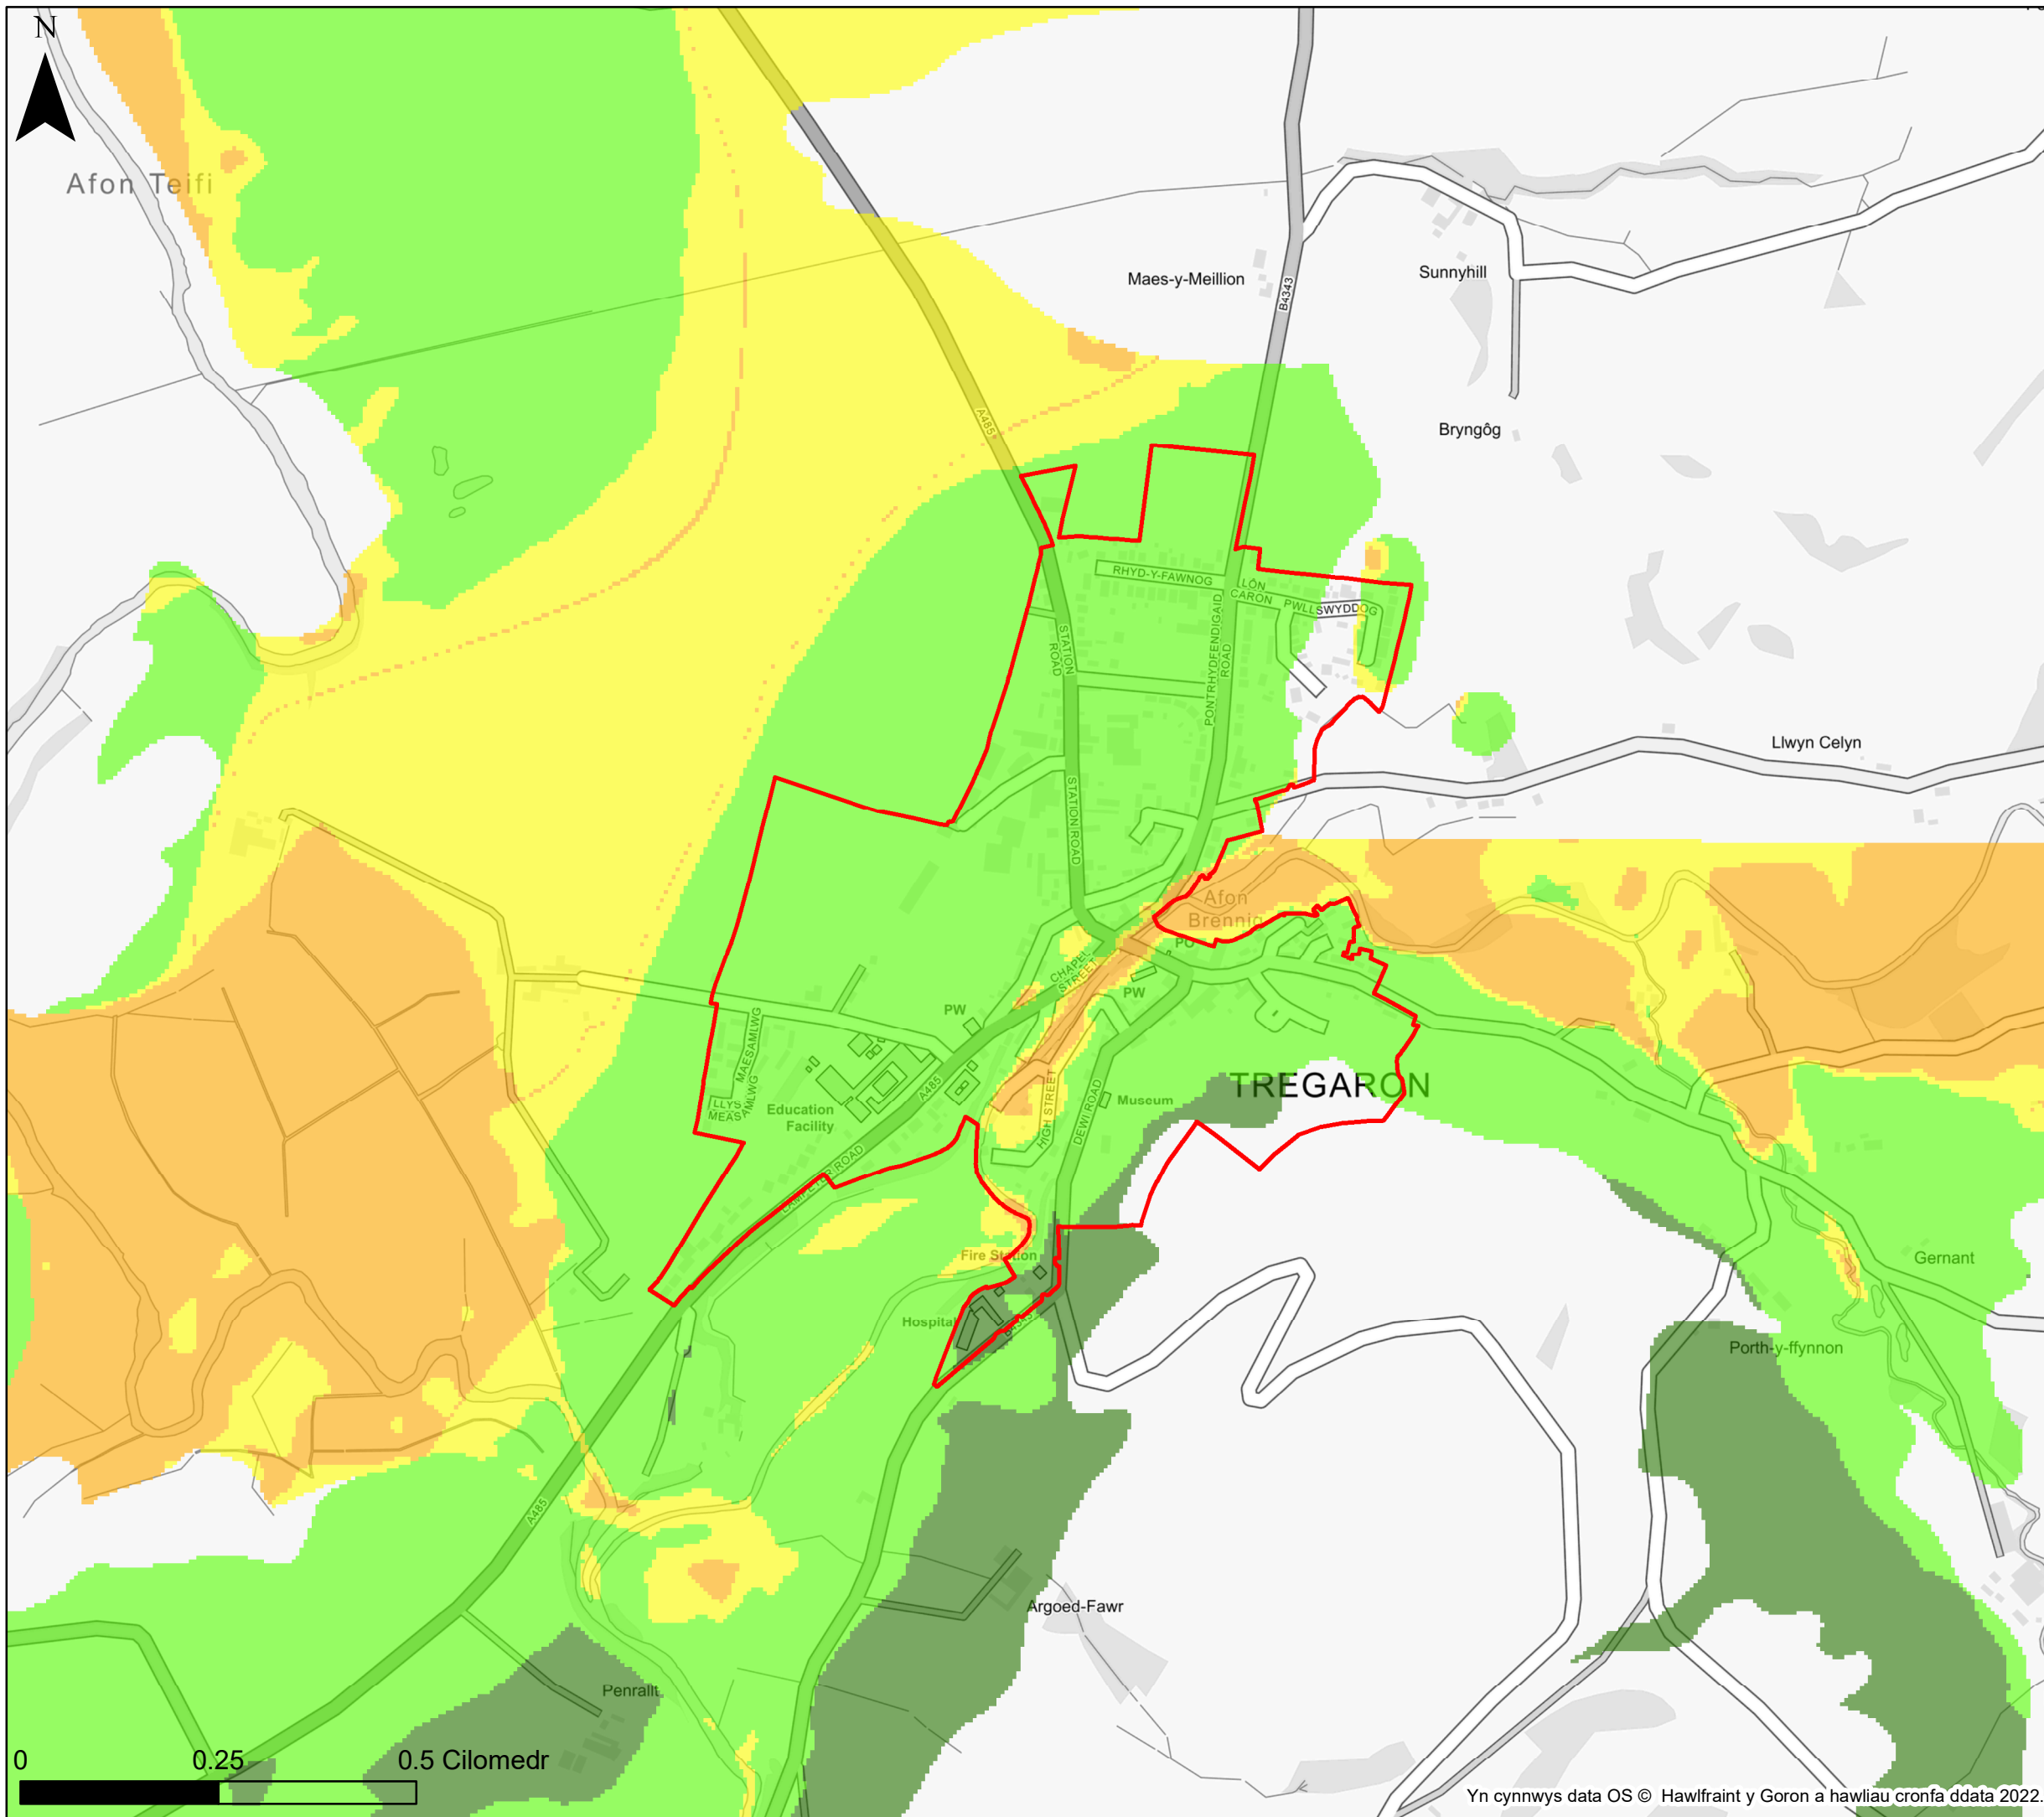 N
Afon Teifi
Maes-y-Meillion
Sunnyhill
B4343
A485
Bryngôg
RHYD-Y-FAWNOG
LÔN
CARON
PWLLSWYDDOG
STATION
ROAD
PONTRHYDFENDIGAID
ROAD
Llwyn Celyn
STATION ROAD
Afon
Brennig
PO
CHAPEL
STREET
PW
PW
MAESAMLWG
LLYS
MEAS
AMLWG
A485
Education
Facility
HIGH STREET
DEWI ROAD
Museum
TREGARON
LAMPETER ROAD
Fire Station
Hospital
B4343
Gernant
Porth-y-ffynnon
A485
Argoed-Fawr
Penrallt
0 0.25 0.5 Cilomedr
Yn cynnwys data OS © Hawlfraint y Goron a hawliau cronfa ddata 2022